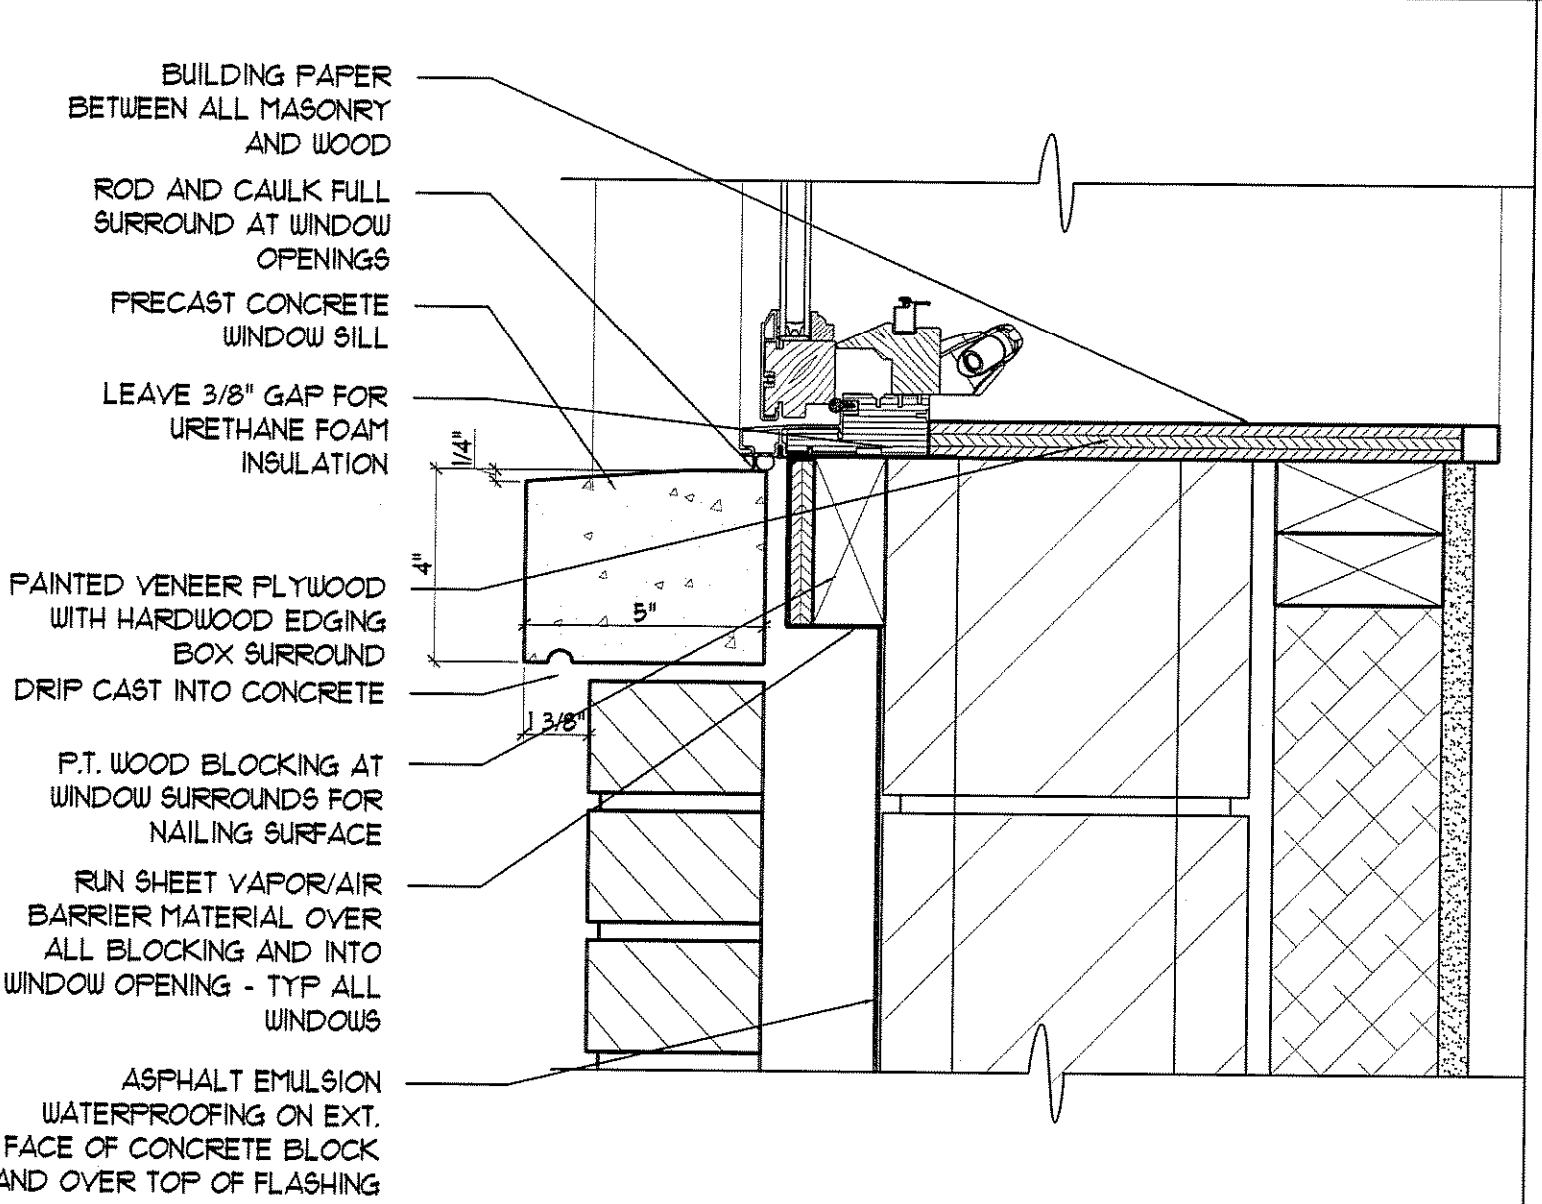 BUILDING PAPER
BETWEEN ALL MASONRY
AND WOOD
ROD AND CAULK FULL
SURROUND AT WINDOW
OPENINGS
PRECAST CONCRETE
WINDOW SILL
LEAVE 3/8" GAP FOR
URETHANE FOAM
INSULATION
1/4"
4"
5"
PAINTED VENEER PLYWOOD
WITH HARDWOOD EDGING
BOX SURROUND
DRIP CAST INTO CONCRETE
1 3/8"
P.T. WOOD BLOCKING AT
WINDOW SURROUNDS FOR
NAILING SURFACE
RUN SHEET VAPOR/AIR
BARRIER MATERIAL OVER
ALL BLOCKING AND INTO
WINDOW OPENING - TYP ALL
WINDOWS
ASPHALT EMULSION
WATERPROOFING ON EXT.
FACE OF CONCRETE BLOCK
AND OVER TOP OF FLASHING